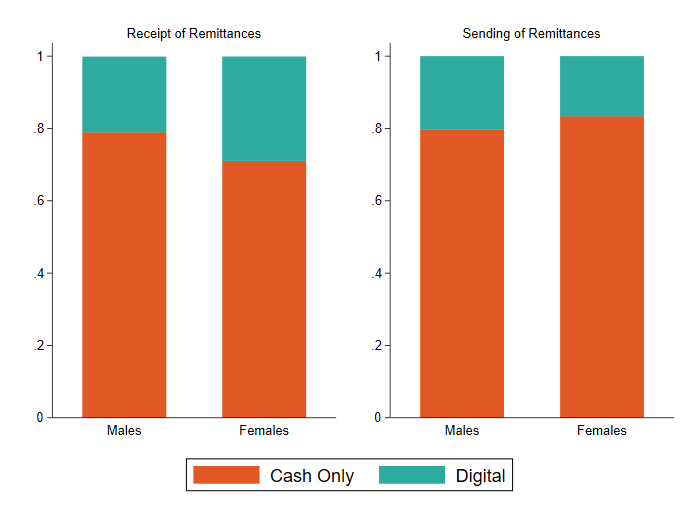 Receipt of Remittances
Sending of Remittances
1
.8
.6
.4
.2
0
Males
Females
1
.8
.6
.4
.2
0
Males
Females
Cash Only
Digital